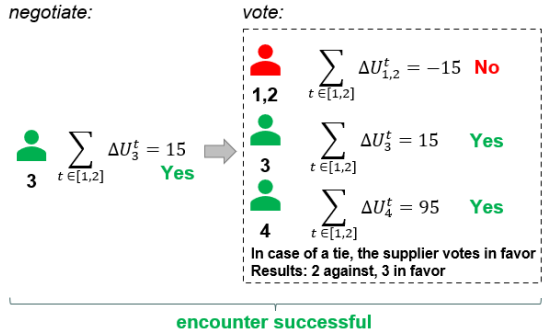 negotiate:
vote:
3 ∑ t ∈[1,2] ΔU₃ᵗ = 15
Yes
1,2 ∑ t ∈[1,2] ΔU₁,₂ᵗ = −15 No
3 ∑ t ∈[1,2] ΔU₃ᵗ = 15 Yes
4 ∑ t ∈[1,2] ΔU₄ᵗ = 95 Yes
In case of a tie, the supplier votes in favor
Results: 2 against, 3 in favor
encounter successful